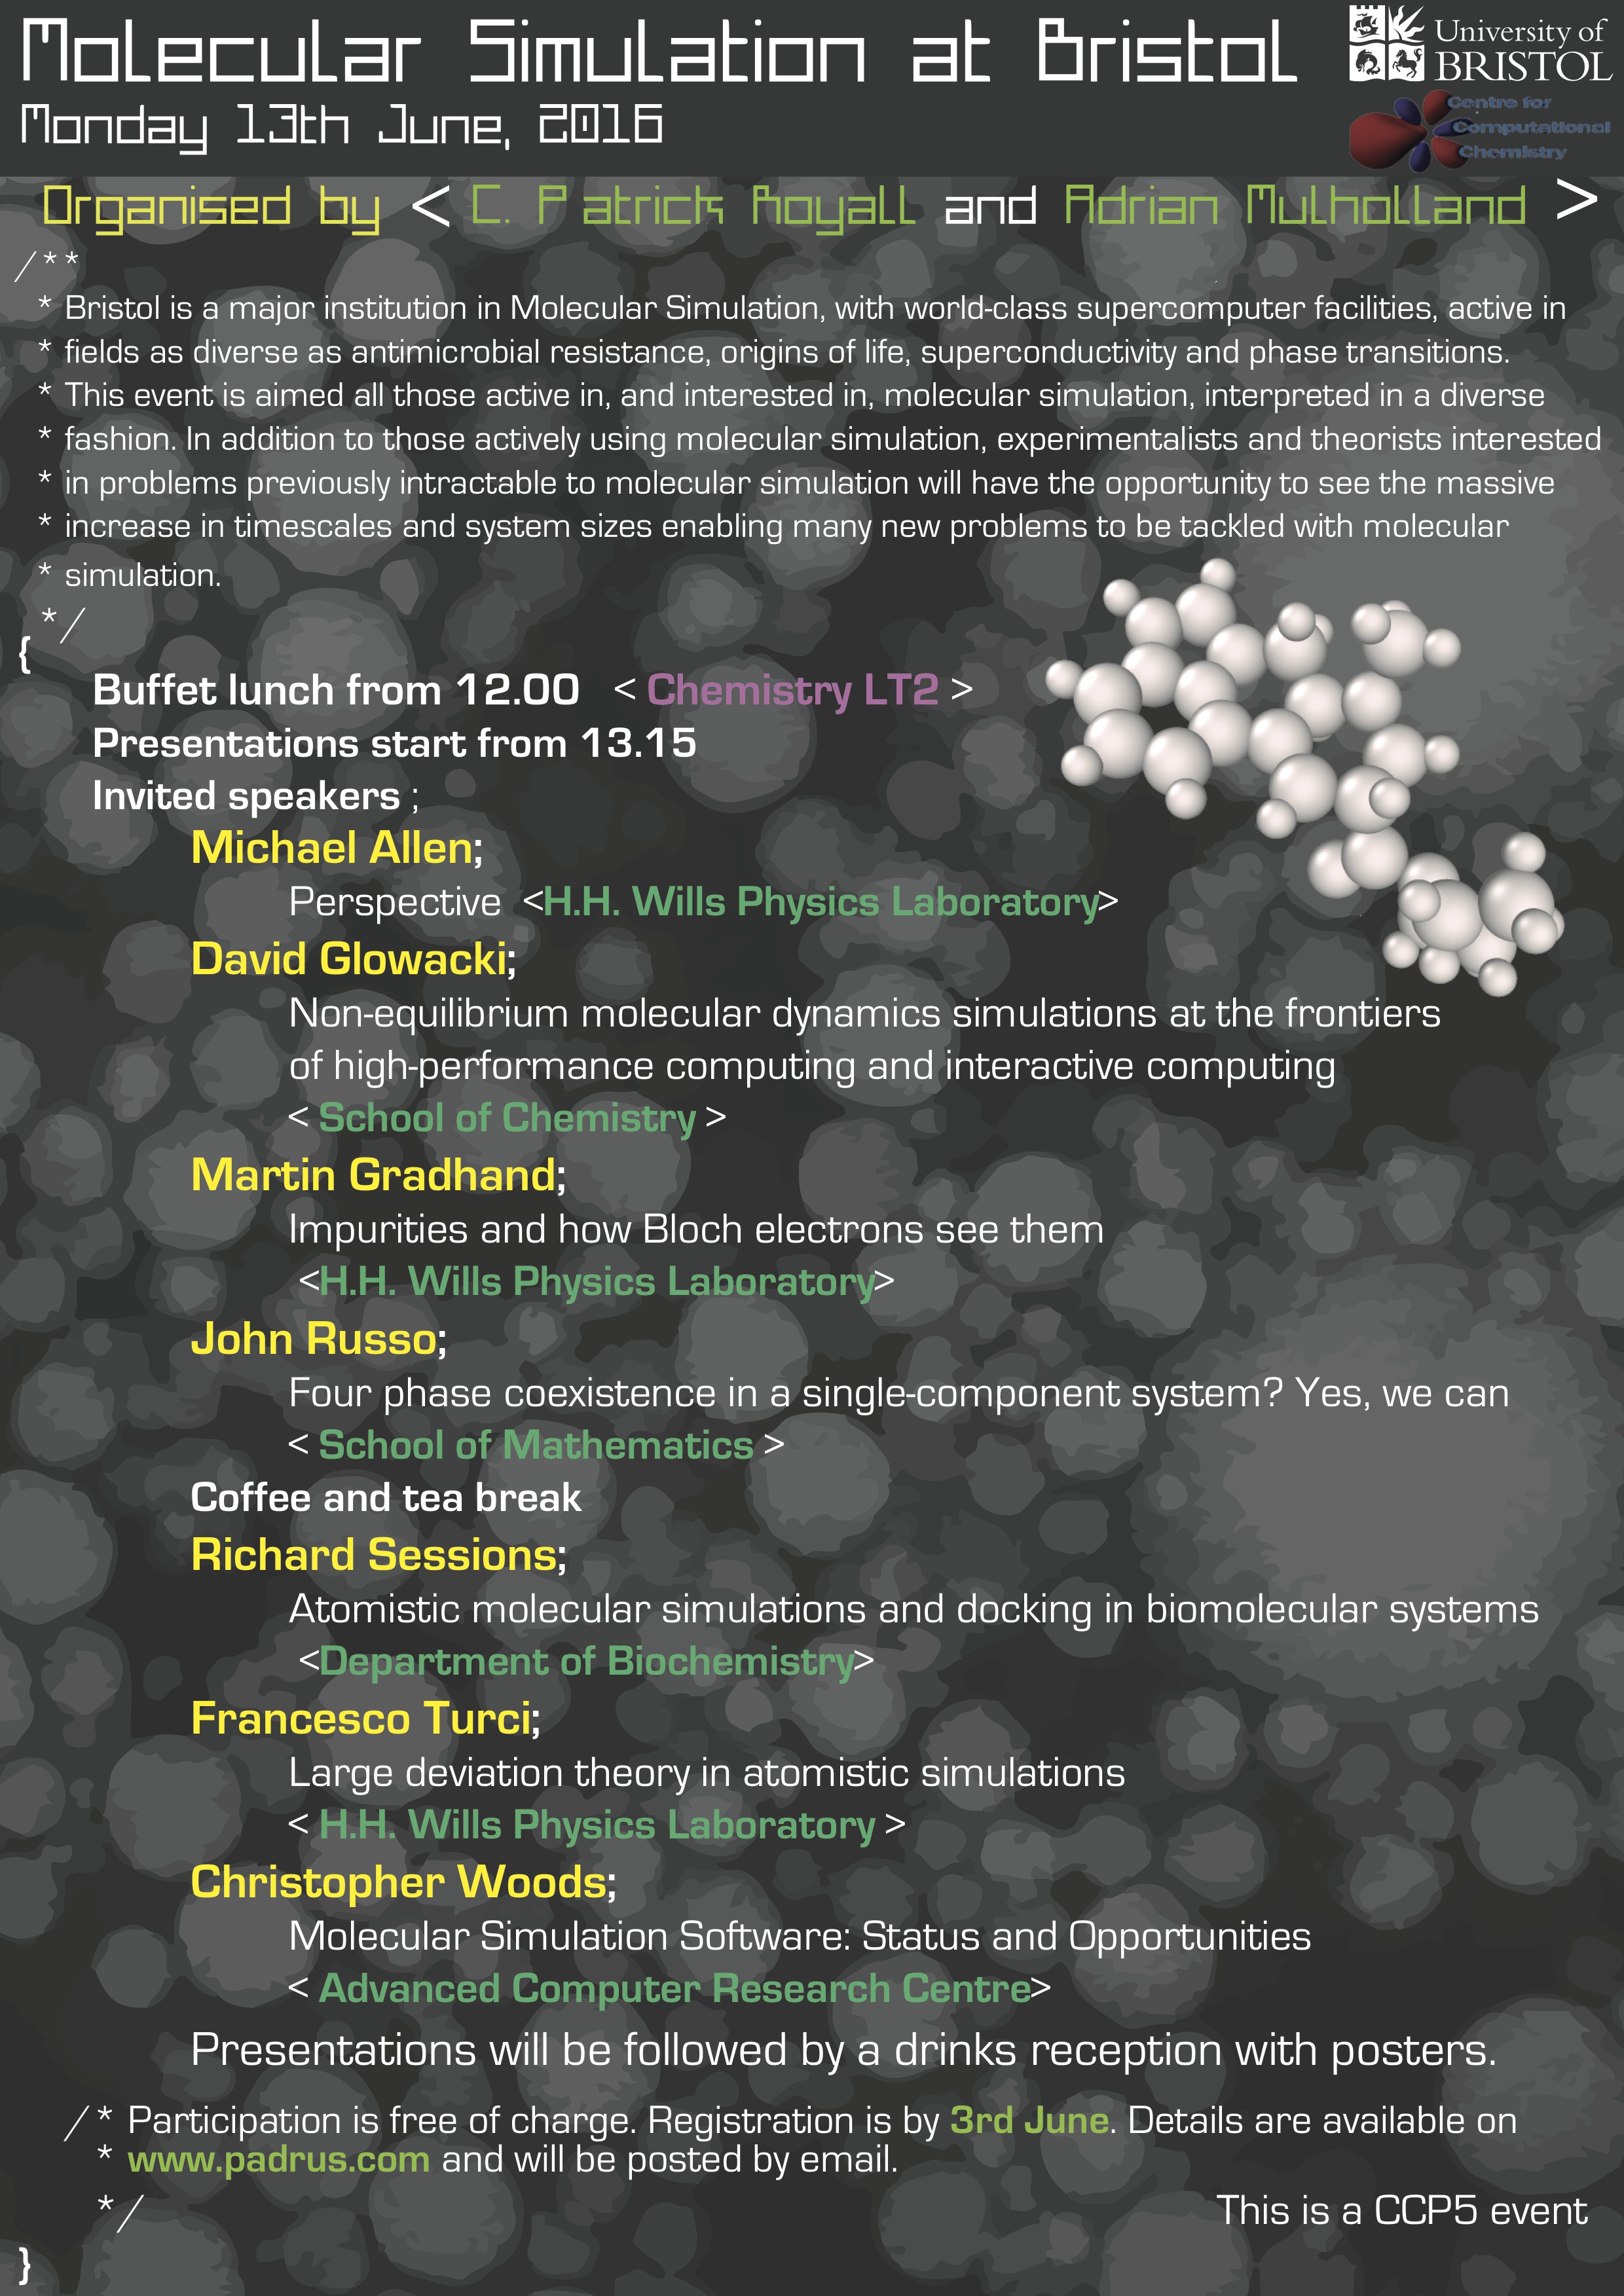 Molecular Simulation at Bristol
University of
BRISTOL
Monday 13th June, 2016
Centre for
Computational
Chemistry
Organised by < C. Patrick Royall and Adrian Mulholland >
/**
* Bristol is a major institution in Molecular Simulation, with world-class supercomputer facilities, active in
* fields as diverse as antimicrobial resistance, origins of life, superconductivity and phase transitions.
* This event is aimed all those active in, and interested in, molecular simulation, interpreted in a diverse
* fashion. In addition to those actively using molecular simulation, experimentalists and theorists interested
* in problems previously intractable to molecular simulation will have the opportunity to see the massive
* increase in timescales and system sizes enabling many new problems to be tackled with molecular
* simulation.
*/
{
Buffet lunch from 12.00 < Chemistry LT2 >
Presentations start from 13.15
Invited speakers ;
Michael Allen;
Perspective <H.H. Wills Physics Laboratory>
David Glowacki;
Non-equilibrium molecular dynamics simulations at the frontiers
of high-performance computing and interactive computing
< School of Chemistry >
Martin Gradhand;
Impurities and how Bloch electrons see them
<H.H. Wills Physics Laboratory>
John Russo;
Four phase coexistence in a single-component system? Yes, we can
< School of Mathematics >
Coffee and tea break
Richard Sessions;
Atomistic molecular simulations and docking in biomolecular systems
<Department of Biochemistry>
Francesco Turci;
Large deviation theory in atomistic simulations
< H.H. Wills Physics Laboratory >
Christopher Woods;
Molecular Simulation Software: Status and Opportunities
< Advanced Computer Research Centre>
Presentations will be followed by a drinks reception with posters.
/* Participation is free of charge. Registration is by 3rd June. Details are available on
* www.padrus.com and will be posted by email.
*/
This is a CCP5 event
}